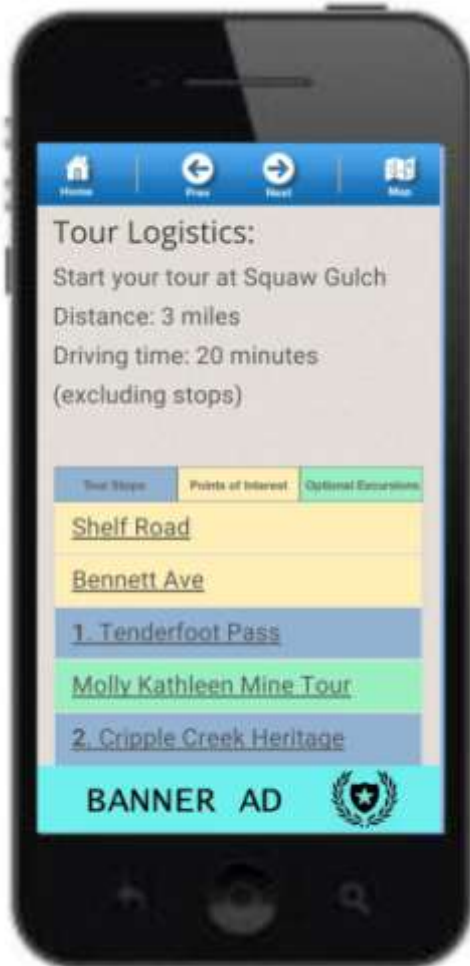 Home Prev Next Map
Tour Logistics:
Start your tour at Squaw Gulch
Distance: 3 miles
Driving time: 20 minutes
(excluding stops)
Tour Stops Points of Interest Optional Excursions
Shelf Road
Bennett Ave
1. Tenderfoot Pass
Molly Kathleen Mine Tour
2. Cripple Creek Heritage
BANNER AD